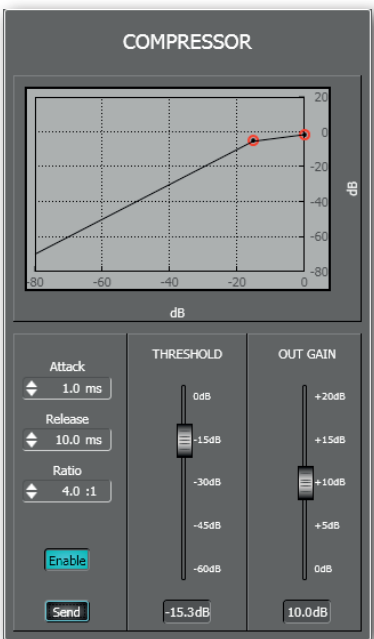 COMPRESSOR
20
0
-20
-40
-60
-80
dB
-80 -60 -40 -20 0
dB
Attack
1.0 ms
Release
10.0 ms
Ratio
4.0 :1
Enable
Send
THRESHOLD
0dB
-15dB
-30dB
-45dB
-60dB
-15.3dB
OUT GAIN
+20dB
+15dB
+10dB
+5dB
0dB
10.0dB